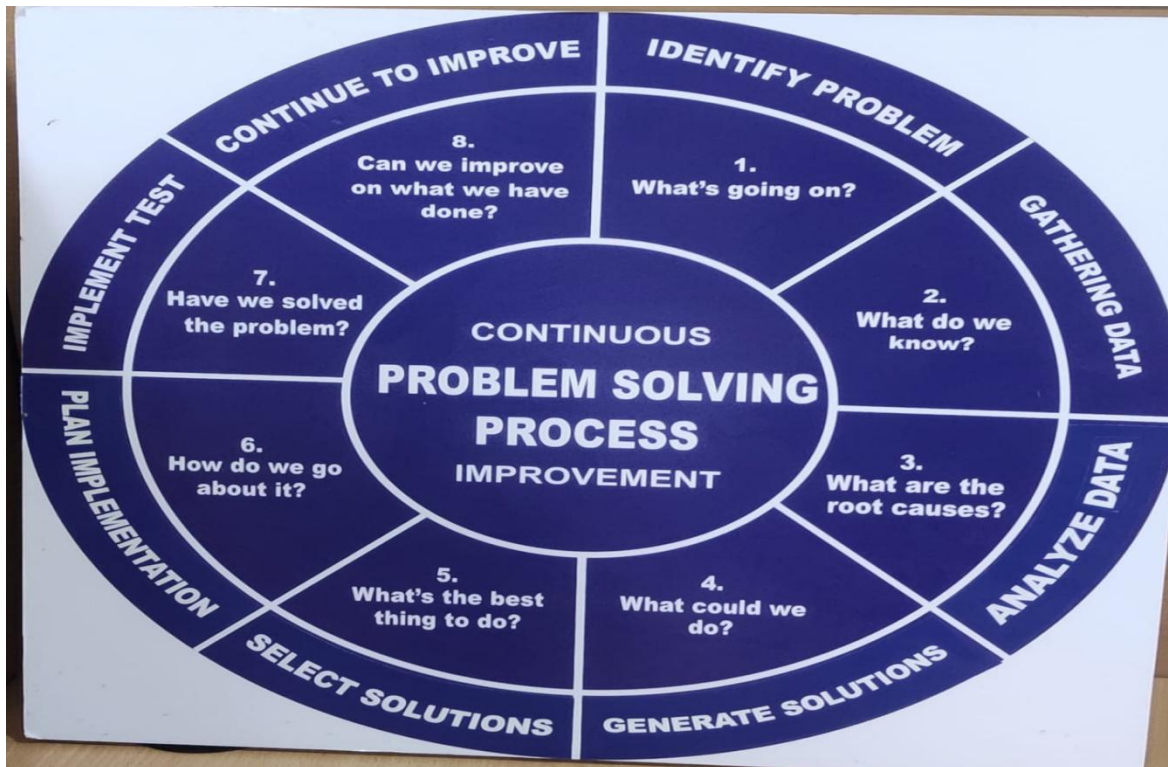 CONTINUOUS
PROBLEM SOLVING
PROCESS
IMPROVEMENT
IDENTIFY PROBLEM
1.
What's going on?
GATHERING DATA
2.
What do we
know?
ANALYZE DATA
3.
What are the
root causes?
GENERATE SOLUTIONS
4.
What could we
do?
SELECT SOLUTIONS
5.
What's the best
thing to do?
PLAN IMPLEMENTATION
6.
How do we go
about it?
IMPLEMENT TEST
7.
Have we solved
the problem?
CONTINUE TO IMPROVE
8.
Can we improve
on what we have
done?